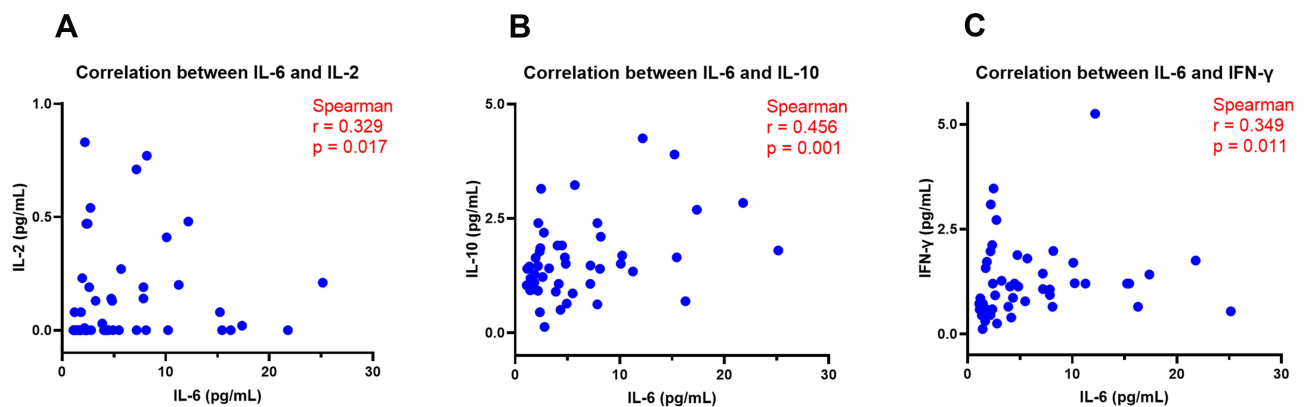 A
Correlation between IL-6 and IL-2
Spearman
r = 0.329
p = 0.017
1.0
0.5
0.0
IL-2 (pg/mL)
0
10
20
30
IL-6 (pg/mL)
B
Correlation between IL-6 and IL-10
Spearman
r = 0.456
p = 0.001
5.0
2.5
0.0
IL-10 (pg/mL)
0
10
20
30
IL-6 (pg/mL)
C
Correlation between IL-6 and IFN-γ
Spearman
r = 0.349
p = 0.011
5.0
2.5
0.0
IFN-γ (pg/mL)
0
10
20
30
IL-6 (pg/mL)